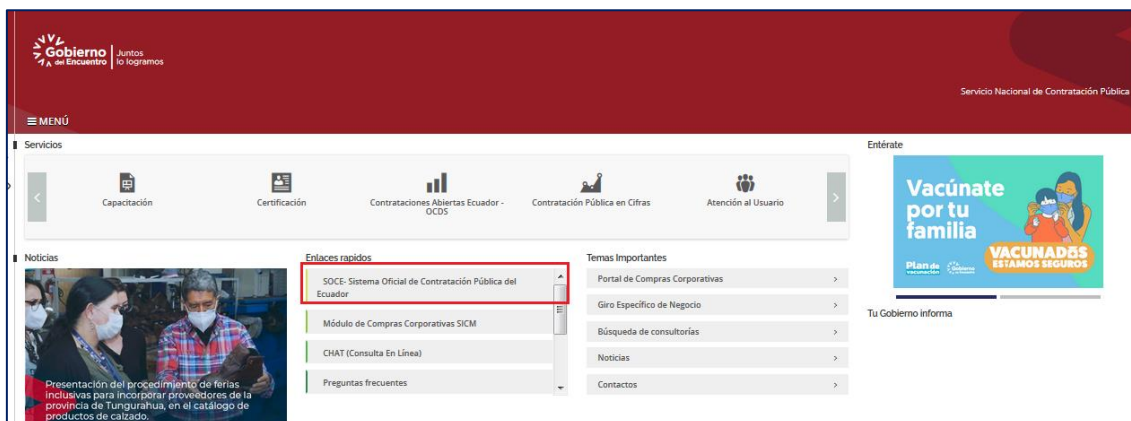 Gobierno
del Encuentro
Juntos
lo logramos
Servicio Nacional de Contratación Pública
MENÚ
Servicios
Capacitación
Certificación
Contrataciones Abiertas Ecuador -
OCDS
Contratación Pública en Cifras
Atención al Usuario
Entérate
Vacúnate
por tu
familia
VACUNADOS
ESTAMOS SEGUROS
Plan de
vacunación
Noticias
Presentación del procedimiento de ferias
inclusivas para incorporar proveedores de la
provincia de Tungurahua, en el catálogo de
productos de calzado.
Enlaces rapidos
SOCE- Sistema Oficial de Contratación Pública del
Ecuador
Módulo de Compras Corporativas SICM
CHAT (Consulta En Línea)
Preguntas frecuentes
Temas Importantes
Portal de Compras Corporativas
Giro Específico de Negocio
Búsqueda de consultorías
Noticias
Contactos
Tu Gobierno informa